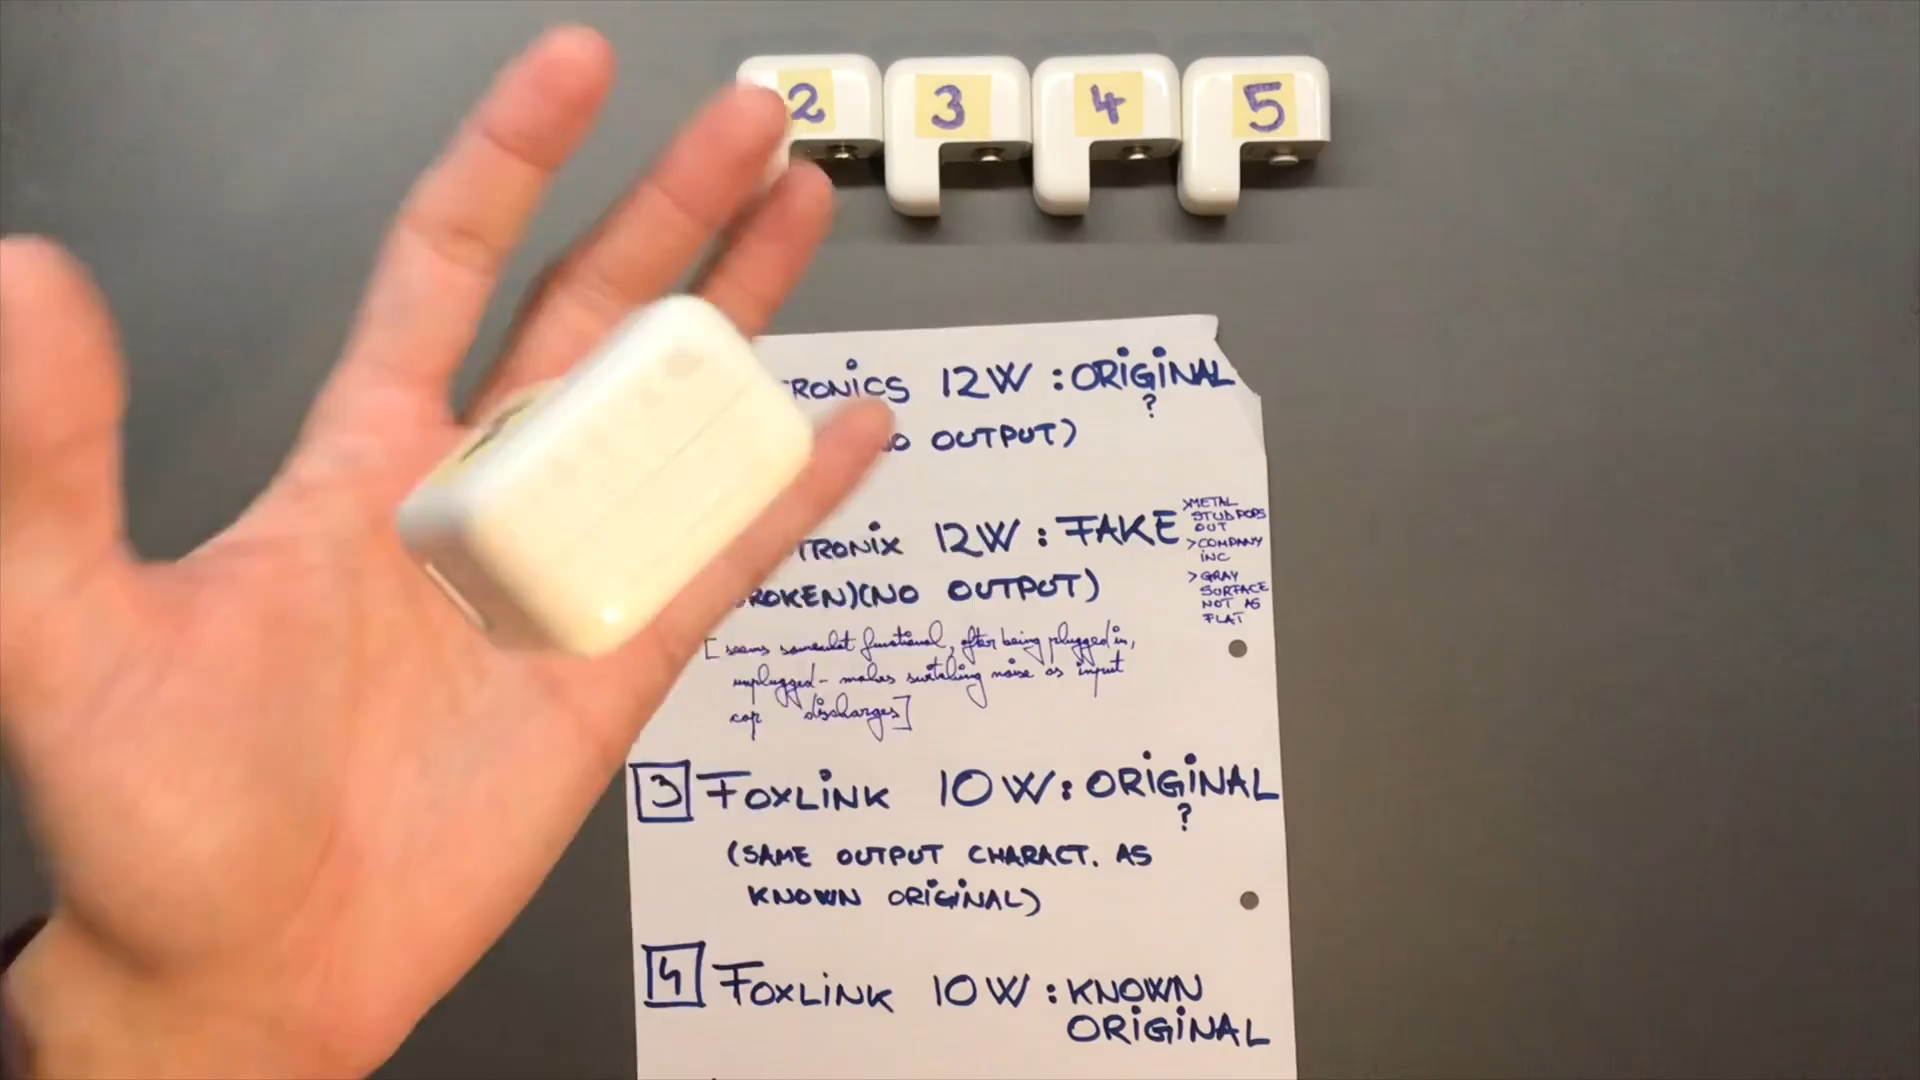 2 3 4 5
RONICS 12W : ORIGINAL
?
NO OUTPUT)
TRONIX 12W : FAKE
>METAL
STUD POPS
OUT
>COMPANY
INC
>GRAY
SURFACE
NOT AS
FLAT
ROKEN)(NO OUTPUT)
[seems somewhat functional, after being plugged in,
unplugged - makes switching noise as input
cap discharges]
3 FOXLINK 10W: ORIGINAL
?
(SAME OUTPUT CHARACT. AS
KNOWN ORIGINAL)
4 FOXLINK 10W : KNOWN
ORIGINAL